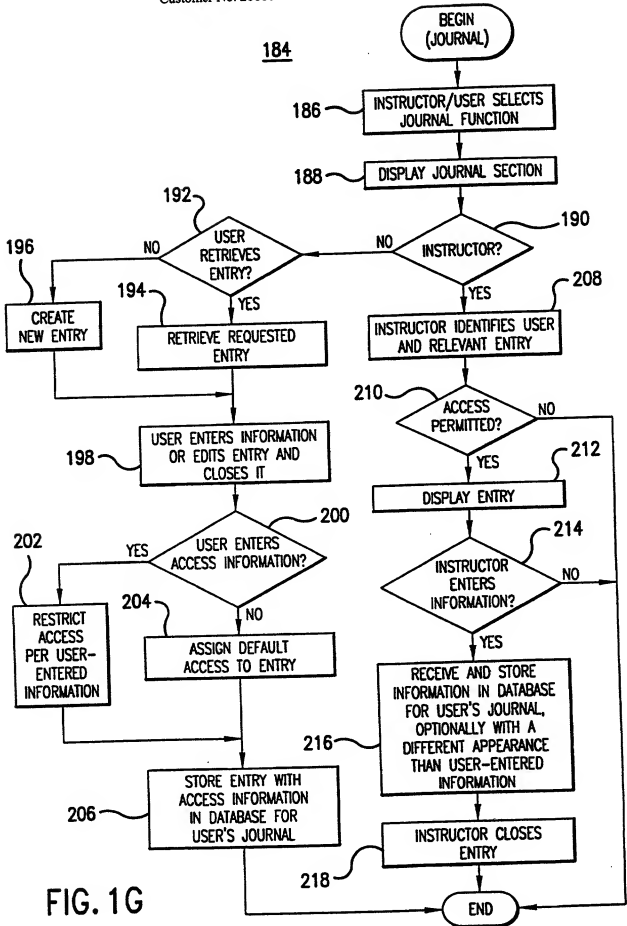 BEGIN
(JOURNAL)
184
186
INSTRUCTOR/USER SELECTS
JOURNAL FUNCTION
188
DISPLAY JOURNAL SECTION
192
190
196
NO
USER
RETRIEVES
ENTRY?
NO
INSTRUCTOR?
194
YES
YES
208
CREATE
NEW ENTRY
RETRIEVE REQUESTED
ENTRY
INSTRUCTOR IDENTIFIES USER
AND RELEVANT ENTRY
210
ACCESS
PERMITTED?
NO
198
USER ENTERS INFORMATION
OR EDITS ENTRY AND
CLOSES IT
YES
212
DISPLAY ENTRY
200
202
YES
USER ENTERS
ACCESS INFORMATION?
214
INSTRUCTOR
ENTERS
INFORMATION?
NO
204
NO
RESTRICT
ACCESS
PER USER-
ENTERED
INFORMATION
ASSIGN DEFAULT
ACCESS TO ENTRY
YES
216
RECEIVE AND STORE
INFORMATION IN DATABASE
FOR USER'S JOURNAL,
OPTIONALLY WITH A
DIFFERENT APPEARANCE
THAN USER-ENTERED
INFORMATION
206
STORE ENTRY WITH
ACCESS INFORMATION
IN DATABASE FOR
USER'S JOURNAL
218
INSTRUCTOR CLOSES
ENTRY
FIG. 1G
END